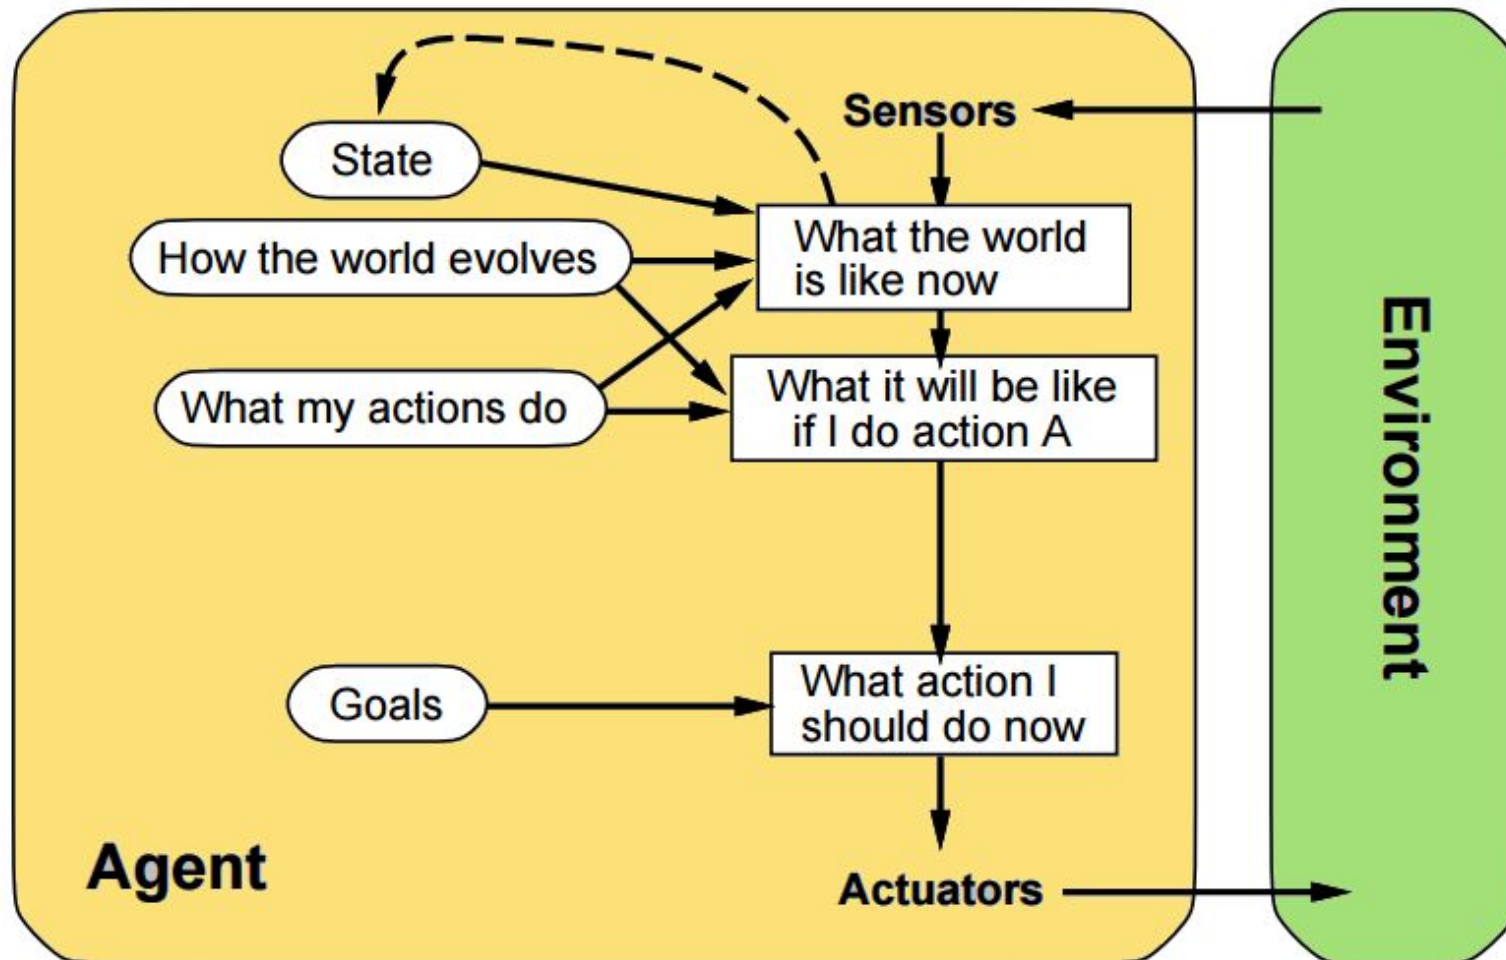 Sensors
State
What the world
is like now
How the world evolves
What it will be like
if I do action A
What my actions do
Goals
What action I
should do now
Agent
Actuators
Environment